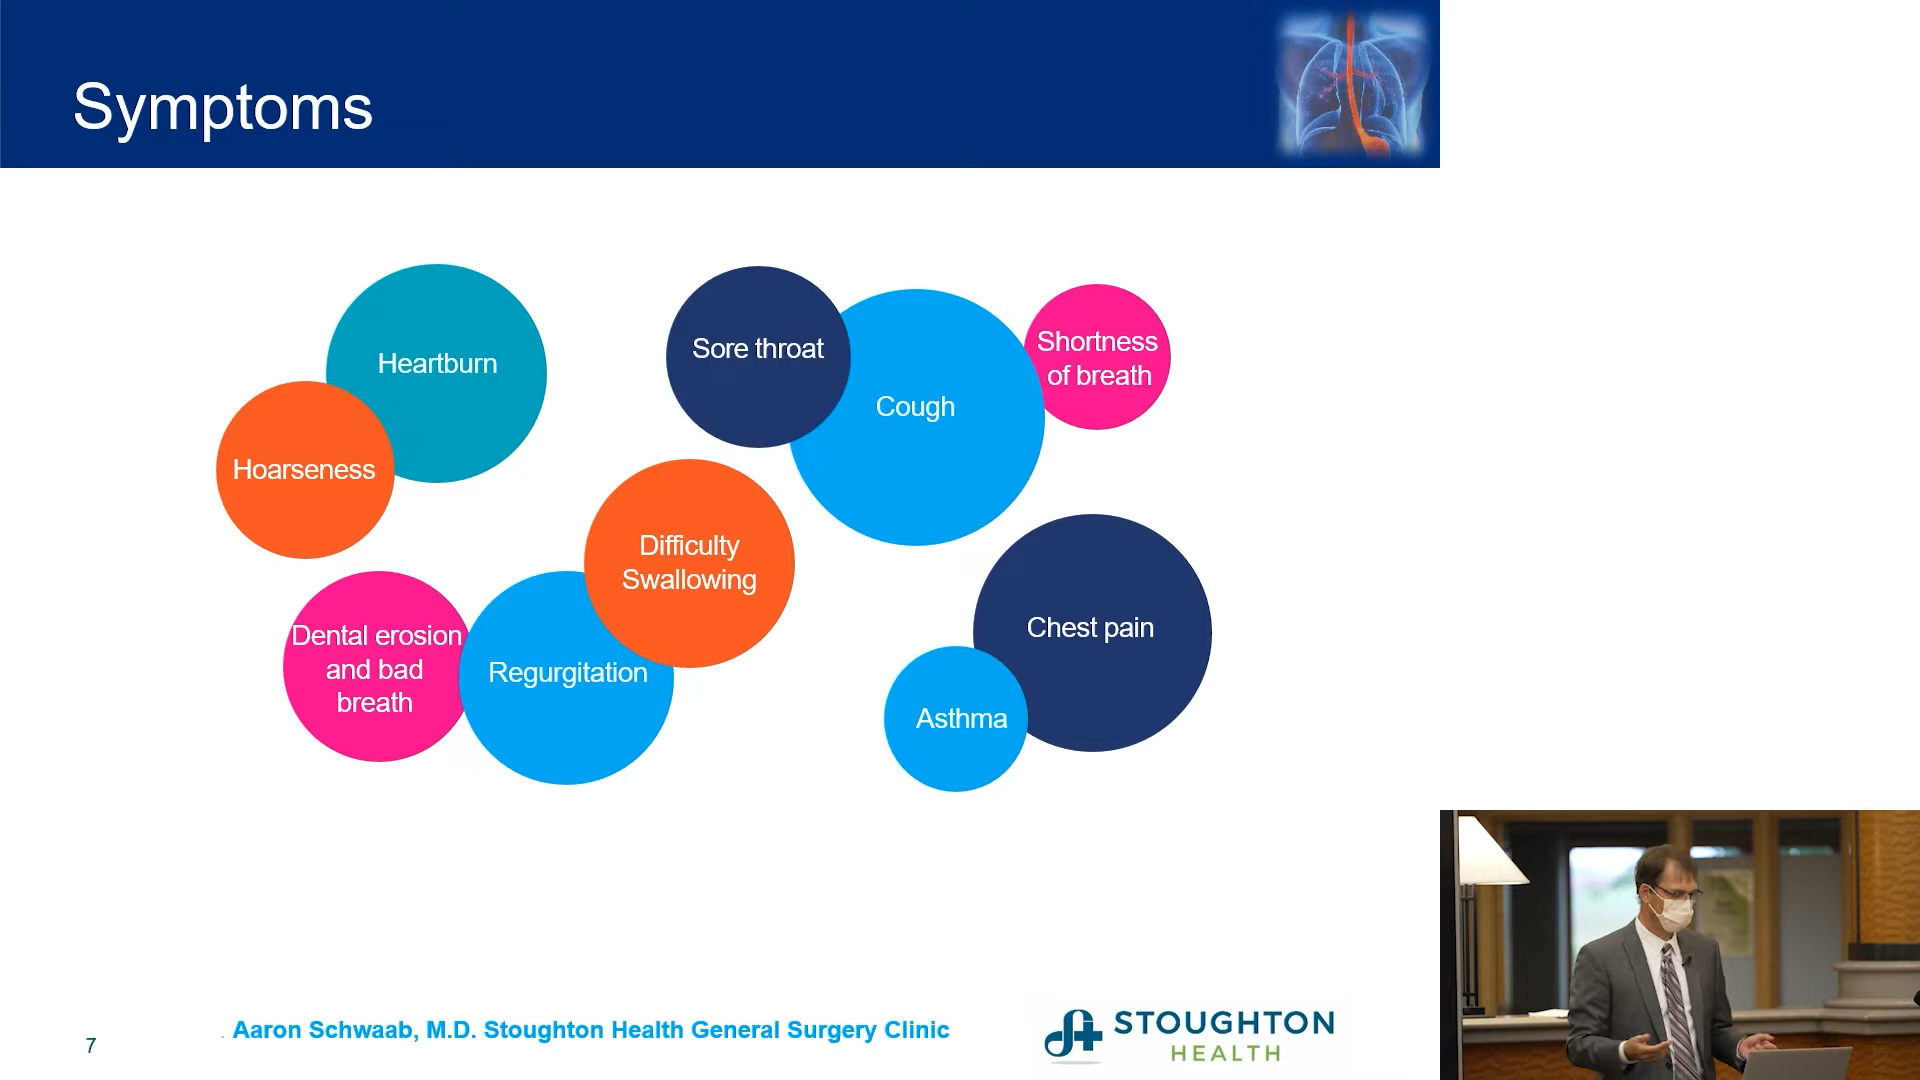 Symptoms
Heartburn
Sore throat
Shortness
of breath
Cough
Hoarseness
Difficulty
Swallowing
Dental erosion
and bad
breath
Regurgitation
Chest pain
Asthma
. Aaron Schwaab, M.D. Stoughton Health General Surgery Clinic
STOUGHTON
HEALTH
7